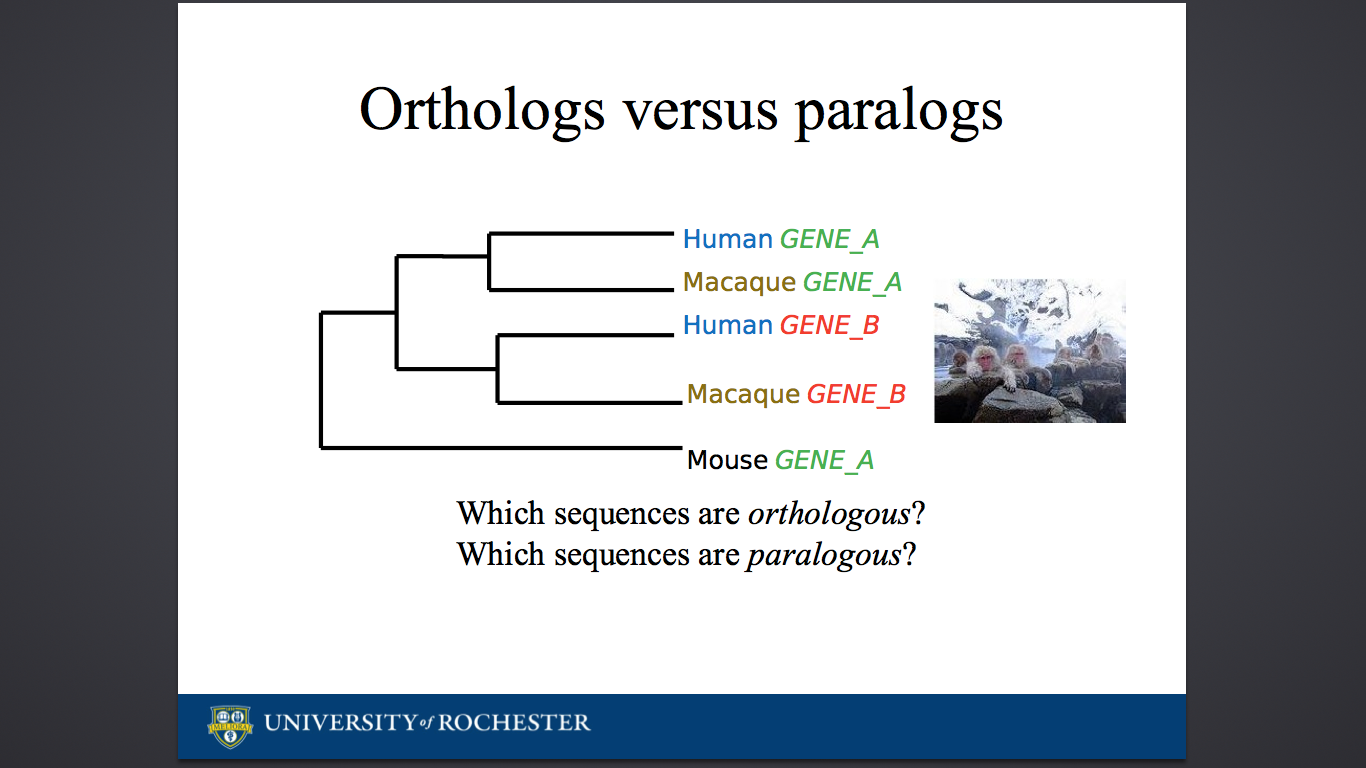 Orthologs versus paralogs
Human GENE_A
Macaque GENE_A
Human GENE_B
Macaque GENE_B
Mouse GENE_A
Which sequences are orthologous?
Which sequences are paralogous?
MELIORA
UNIVERSITY of ROCHESTER